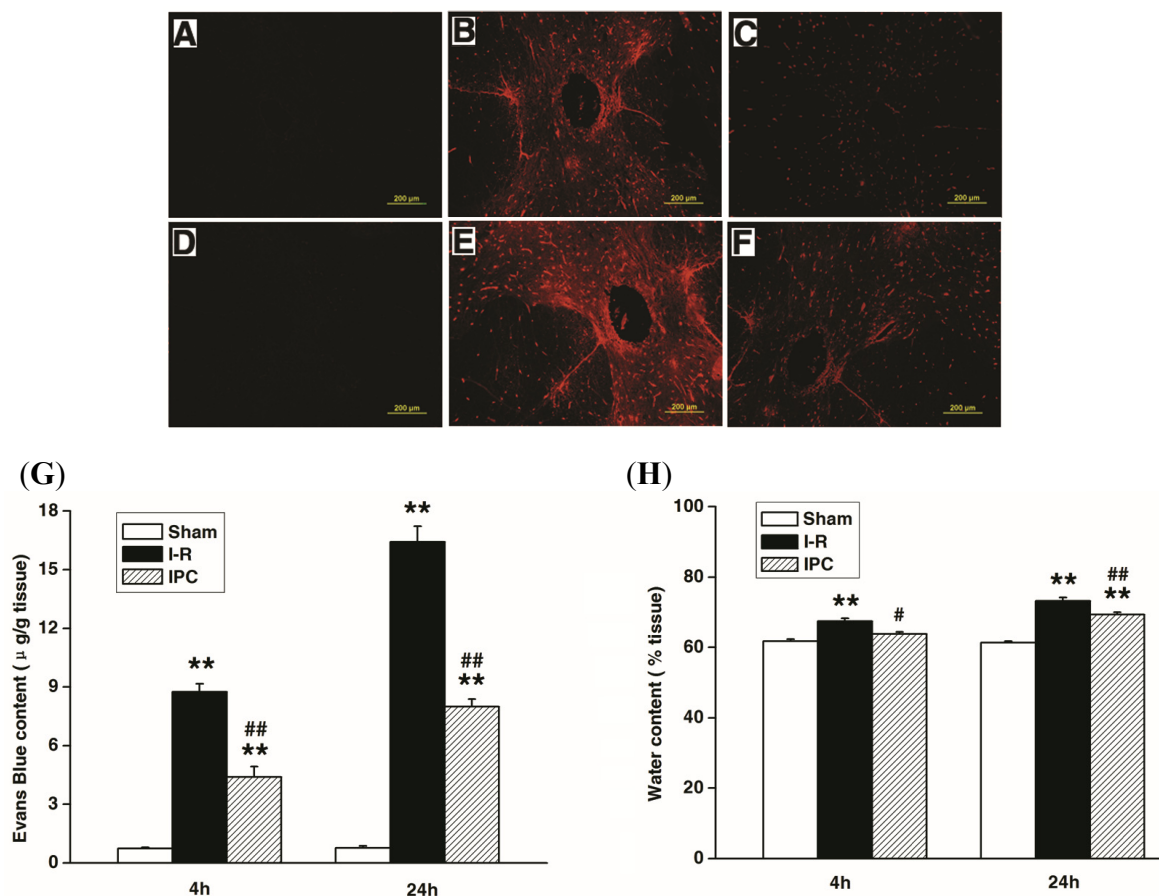 A
200 µm
B
200 µm
C
200 µm
D
200 µm
E
200 µm
F
200 µm
(G)
Evans Blue content ( µ g/g tissue)
18
15
12
9
6
3
0
Sham
I-R
IPC
**
##
**
**
##
**
4h
24h
(H)
Water content ( % tissue)
100
80
60
40
20
0
Sham
I-R
IPC
**
#
**
##
**
4h
24h